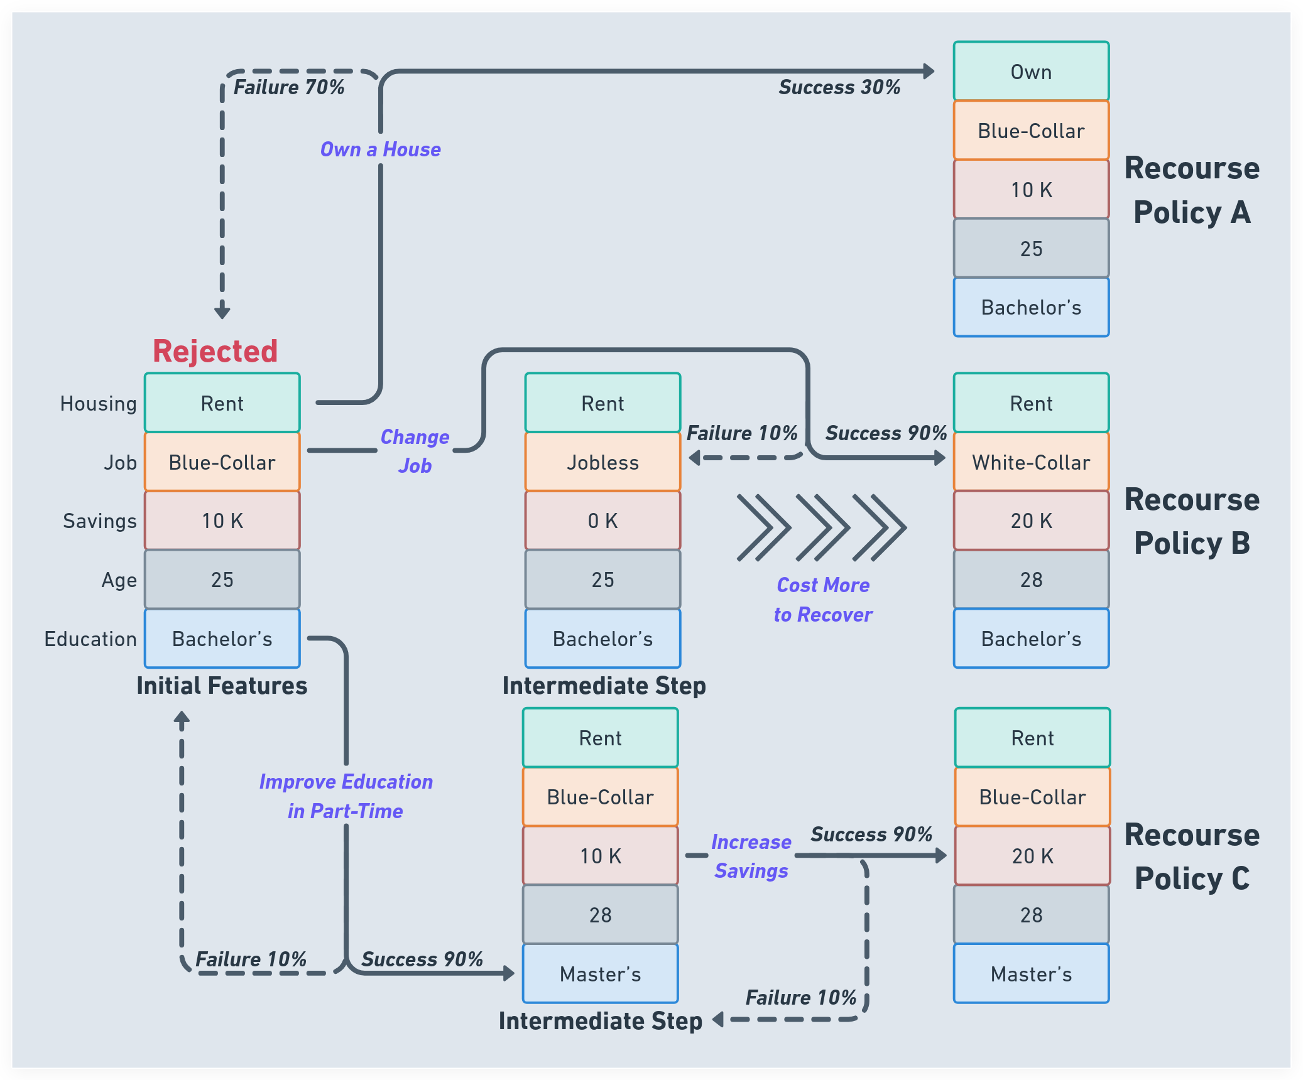 Failure 70%
Success 30%
Own a House
Own
Blue-Collar
10 K
25
Bachelor's
Recourse
Policy A
Rejected
Housing
Rent
Job
Blue-Collar
Savings
10 K
Age
25
Education
Bachelor's
Initial Features
Change
Job
Rent
Jobless
0 K
25
Bachelor's
Intermediate Step
Failure 10%
Success 90%
Cost More
to Recover
Rent
White-Collar
20 K
28
Bachelor's
Recourse
Policy B
Improve Education
in Part-Time
Failure 10%
Success 90%
Rent
Blue-Collar
10 K
28
Master's
Intermediate Step
Increase
Savings
Success 90%
Failure 10%
Rent
Blue-Collar
20 K
28
Master's
Recourse
Policy C